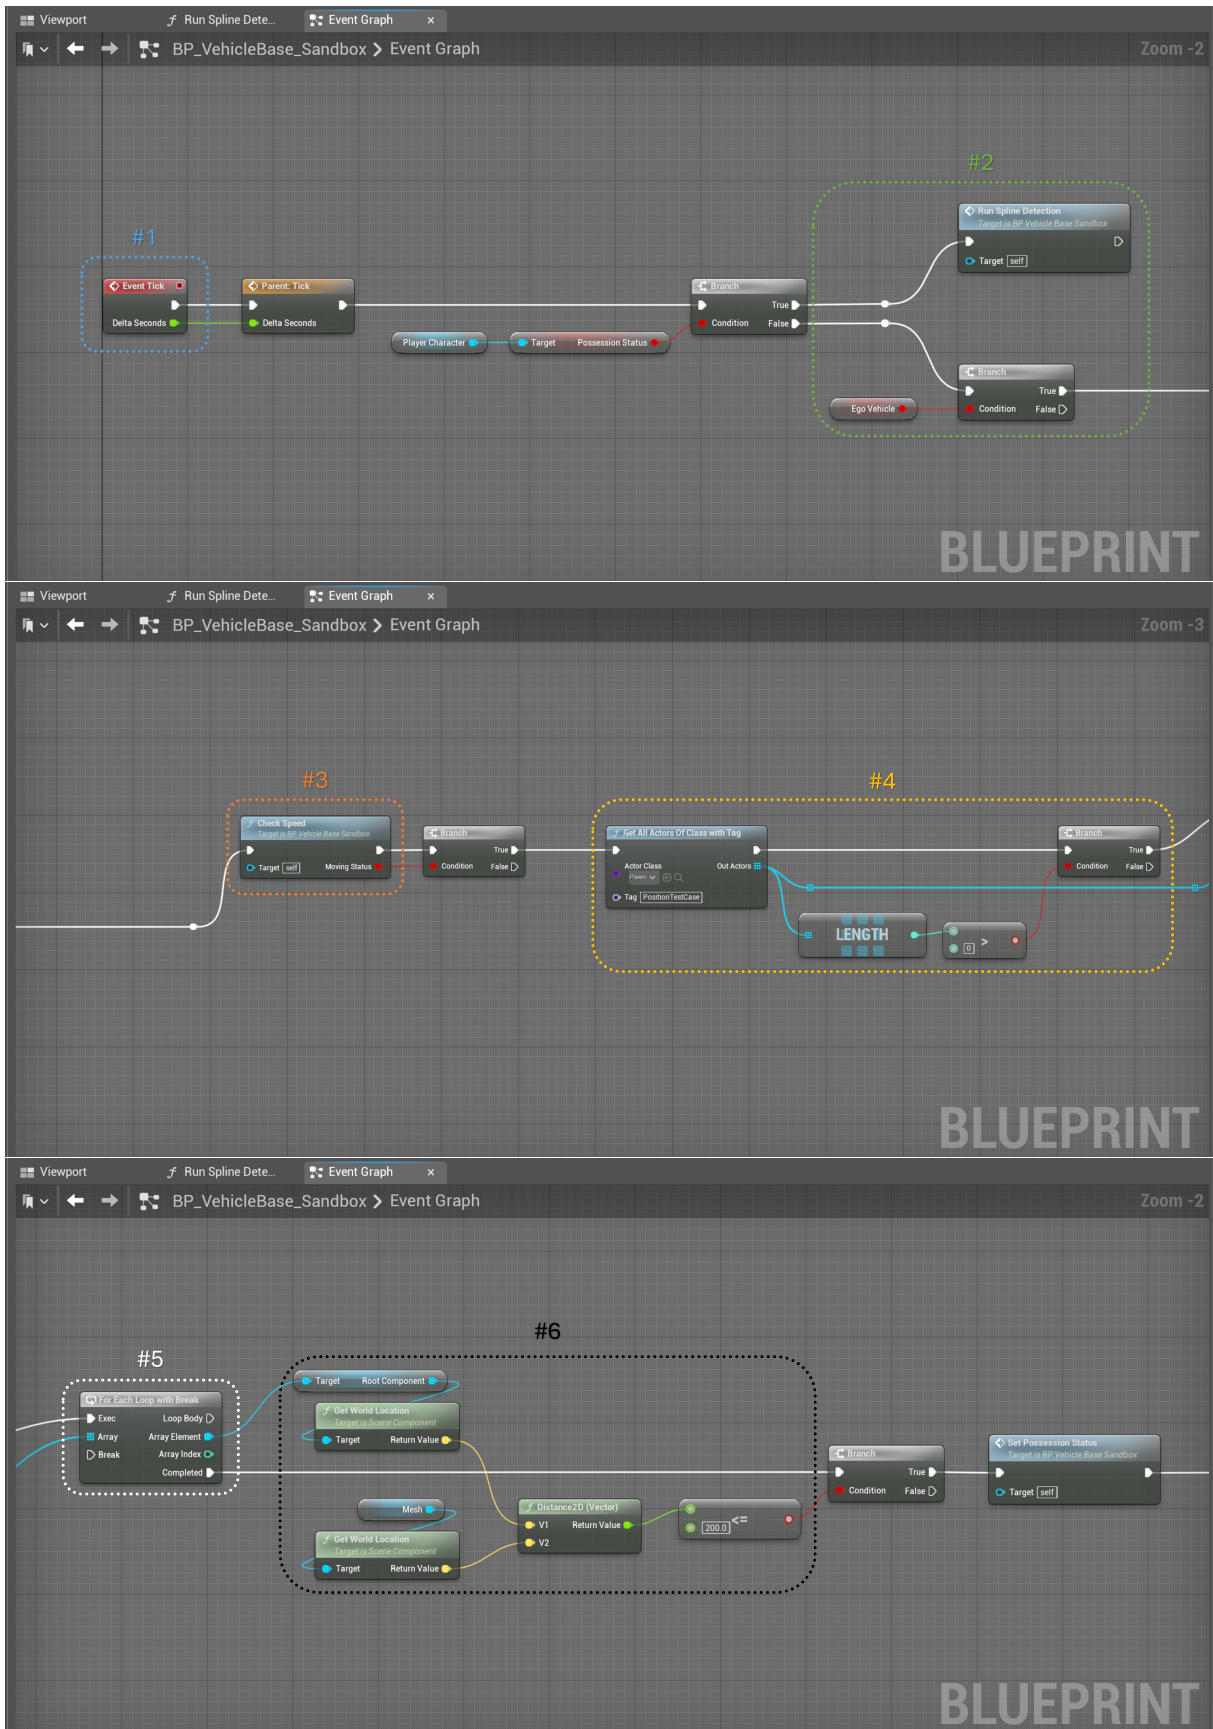 Viewport
f Run Spline Dete...
Event Graph
×
BP_VehicleBase_Sandbox
Event Graph
Zoom -2
#2
Run Spline Detection
Target is BP Vehicle Base Sandbox
Target self
#1
Event Tick
Delta Seconds
Parent: Tick
Delta Seconds
Branch
Condition
True
False
Player Character
Target Possession Status
Branch
Condition
True
False
Ego Vehicle
BLUEPRINT
Viewport
f Run Spline Dete...
Event Graph
×
BP_VehicleBase_Sandbox
Event Graph
Zoom -3
#3
Check Speed
Target is BP Vehicle Base Sandbox
Target self
Moving Status
Branch
Condition
True
False
#4
f Get All Actors Of Class with Tag
Actor Class
Pawn
Tag PositionTestCase
Out Actors
LENGTH
0
>
Branch
Condition
True
False
BLUEPRINT
Viewport
f Run Spline Dete...
Event Graph
×
BP_VehicleBase_Sandbox
Event Graph
Zoom -2
#5
For Each Loop with Break
Exec Loop Body
Array Array Element
Break Array Index
Completed
#6
Target Root Component
f Get World Location
Target is Scene Component
Target Return Value
Mesh
f Get World Location
Target is Scene Component
Target Return Value
f Distance2D (Vector)
V1 Return Value
V2
200.0
<=
Branch
Condition
True
False
Set Possession Status
Target is BP Vehicle Base Sandbox
Target self
BLUEPRINT